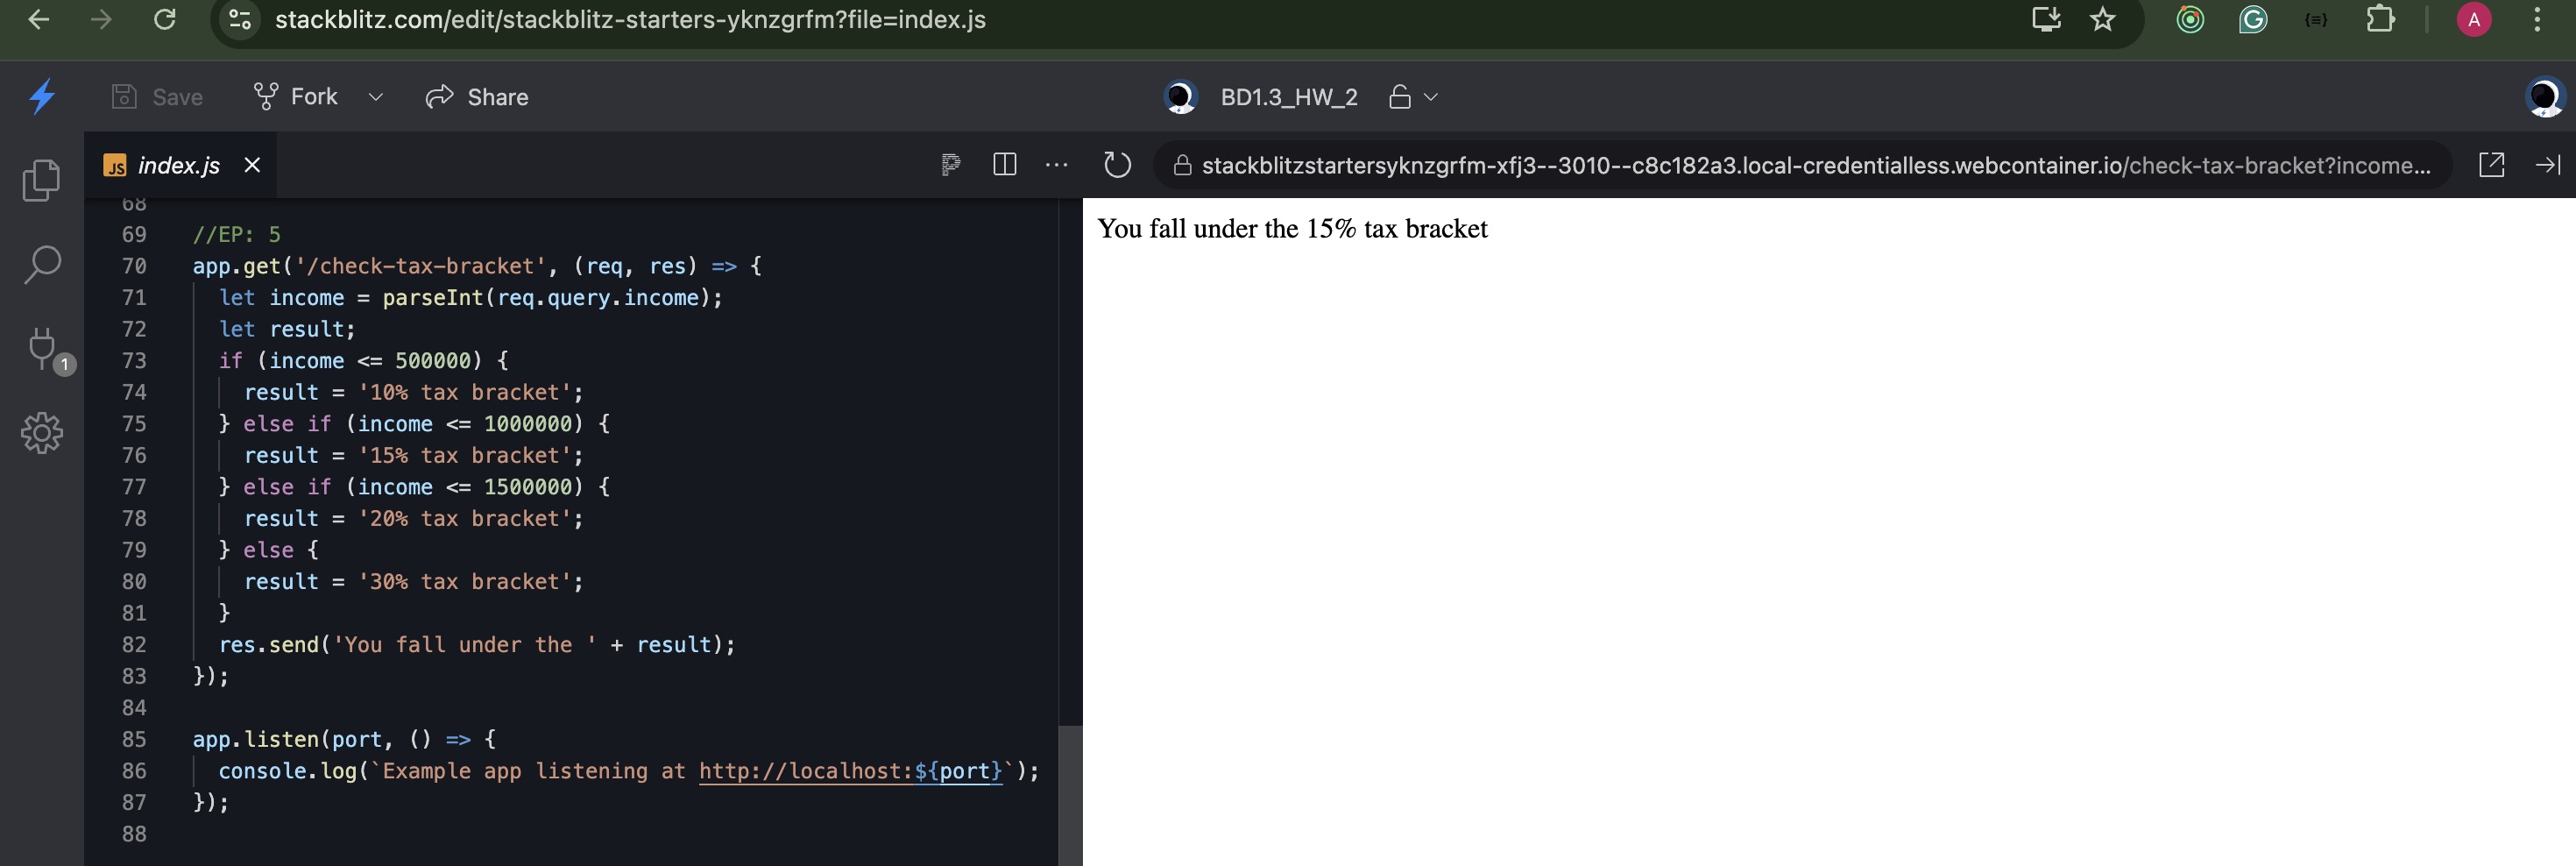 stackblitz.com/edit/stackblitz-starters-yknzgrfm?file=index.js
A
Save Fork Share BD1.3_HW_2
JS index.js
stackblitzstartersyknzgrfm-xfj3--3010--c8c182a3.local-credentialless.webcontainer.io/check-tax-bracket?income...
1
68
69 //EP: 5
70 app.get('/check-tax-bracket', (req, res) => {
71 let income = parseInt(req.query.income);
72 let result;
73 if (income <= 500000) {
74 result = '10% tax bracket';
75 } else if (income <= 1000000) {
76 result = '15% tax bracket';
77 } else if (income <= 1500000) {
78 result = '20% tax bracket';
79 } else {
80 result = '30% tax bracket';
81 }
82 res.send('You fall under the ' + result);
83 });
84
85 app.listen(port, () => {
86 console.log(`Example app listening at http://localhost:${port}`);
87 });
88
You fall under the 15% tax bracket